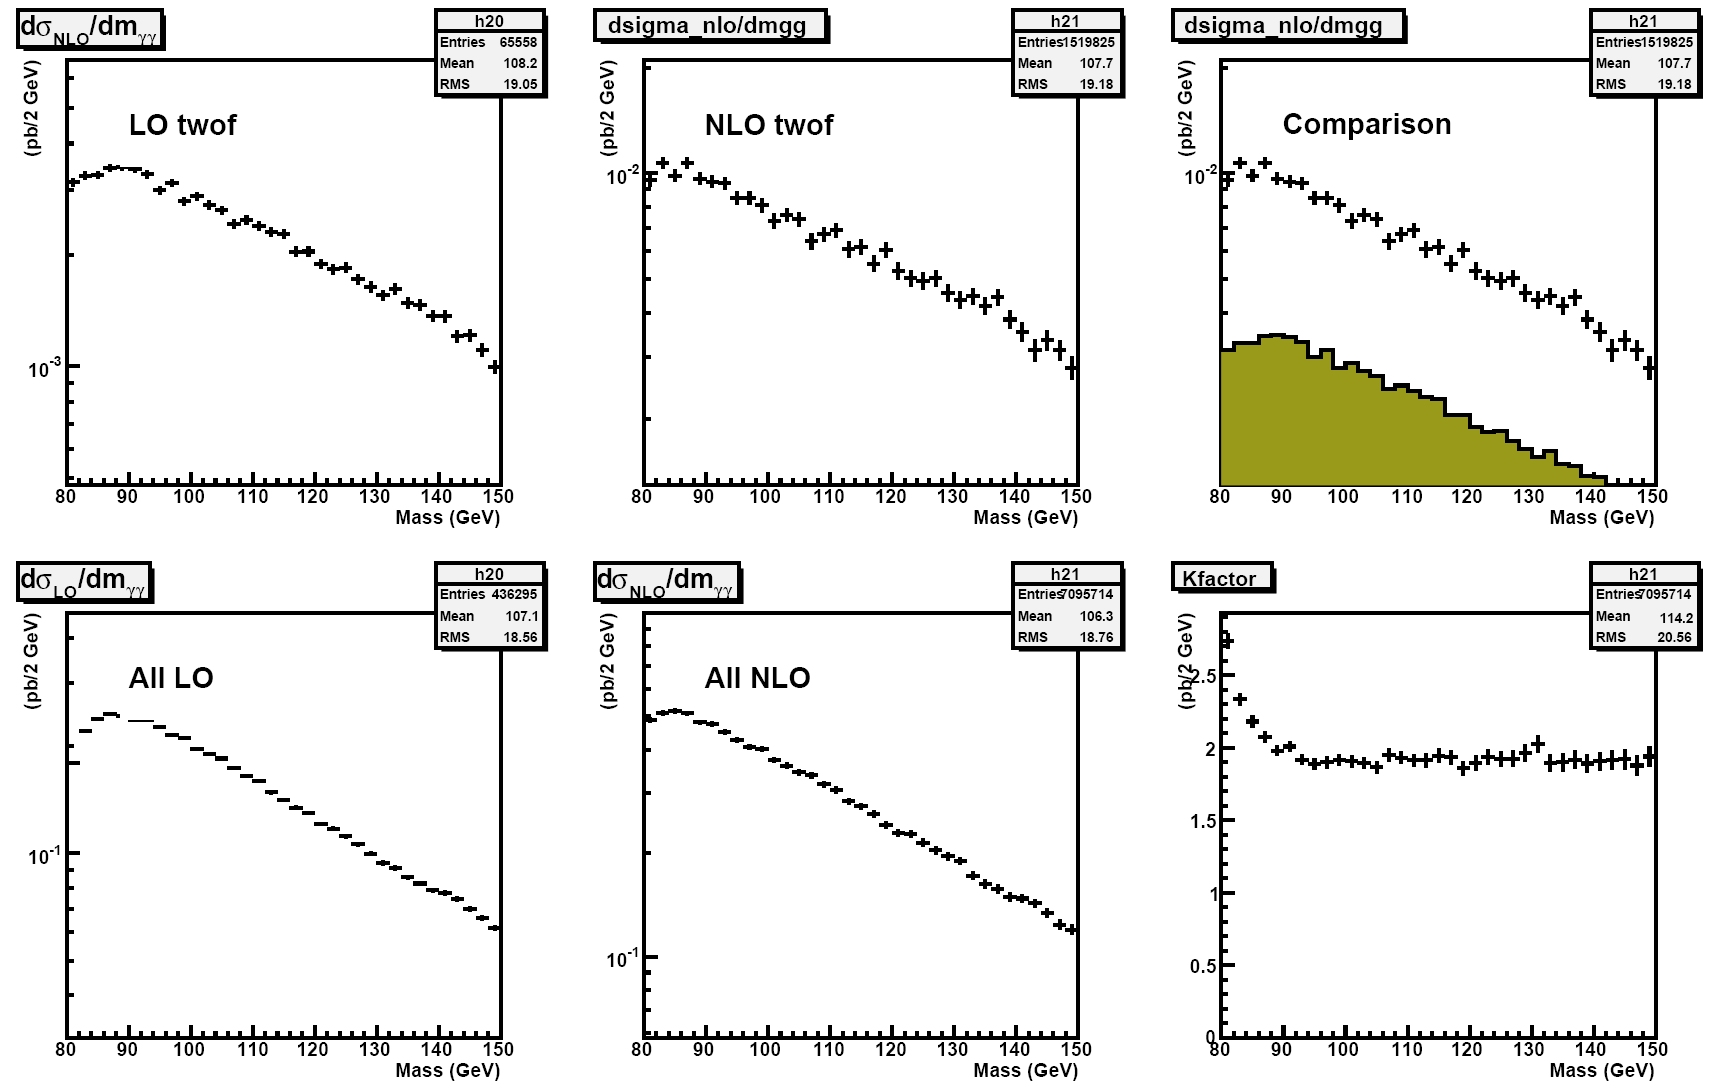 dσNLO/dmγγ
h20
Entries 65558
Mean 108.2
RMS 19.05
(pb/2 GeV)
LO twof
10-3
80 90 100 110 120 130 140 150
Mass (GeV)
dsigma_nlo/dmgg
h21
Entries1519825
Mean 107.7
RMS 19.18
(pb/2 GeV)
NLO twof
10-2
80 90 100 110 120 130 140 150
Mass (GeV)
dsigma_nlo/dmgg
h21
Entries1519825
Mean 107.7
RMS 19.18
(pb/2 GeV)
Comparison
10-2
80 90 100 110 120 130 140 150
Mass (GeV)
dσLO/dmγγ
h20
Entries 436295
Mean 107.1
RMS 18.56
(pb/2 GeV)
All LO
10-1
80 90 100 110 120 130 140 150
Mass (GeV)
dσNLO/dmγγ
h21
Entries7095714
Mean 106.3
RMS 18.76
(pb/2 GeV)
All NLO
10-1
80 90 100 110 120 130 140 150
Mass (GeV)
Kfactor
h21
Entries7095714
Mean 114.2
RMS 20.56
(pb/2 GeV)
2.5
2
1.5
1
0.5
0
80 90 100 110 120 130 140 150
Mass (GeV)